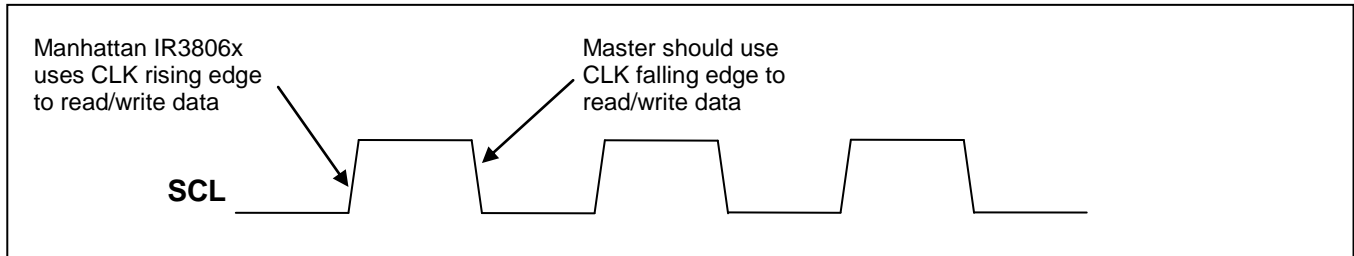 Manhattan IR3806x
uses CLK rising edge
to read/write data
Master should use
CLK falling edge to
read/write data
SCL